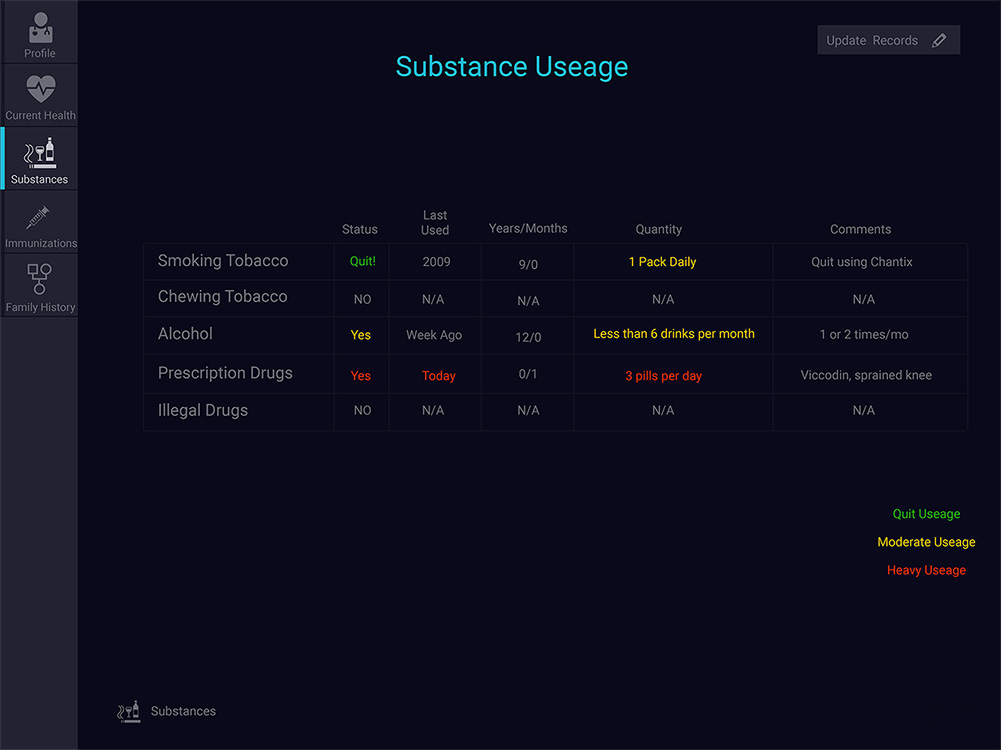 Profile
Current Health
Substances
Immunizations
Family History
Update Records
Substance Useage
Status
Last
Used
Years/Months
Quantity
Comments
Smoking Tobacco Quit! 2009 9/0 1 Pack Daily Quit using Chantix
Chewing Tobacco NO N/A N/A N/A N/A
Alcohol Yes Week Ago 12/0 Less than 6 drinks per month 1 or 2 times/mo
Prescription Drugs Yes Today 0/1 3 pills per day Viccodin, sprained knee
Illegal Drugs NO N/A N/A N/A N/A
Quit Useage
Moderate Useage
Heavy Useage
Substances